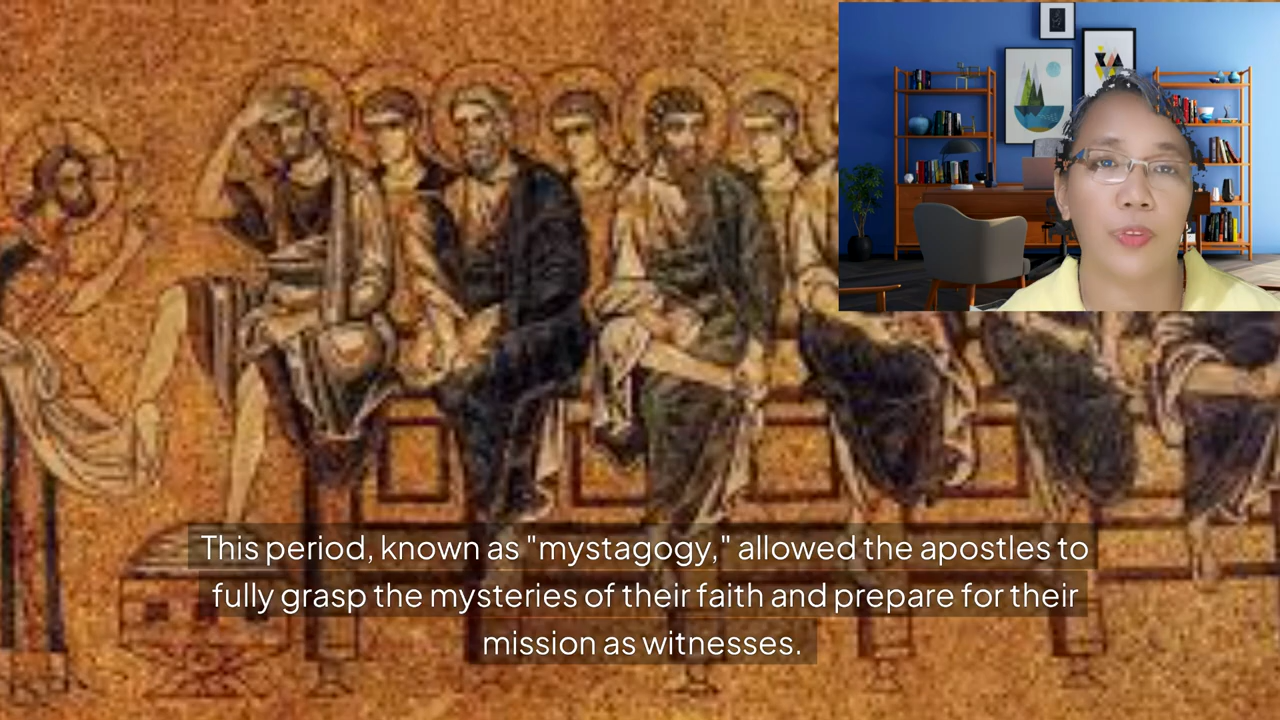 This period, known as "mystagogy," allowed the apostles to
fully grasp the mysteries of their faith and prepare for their
mission as witnesses.